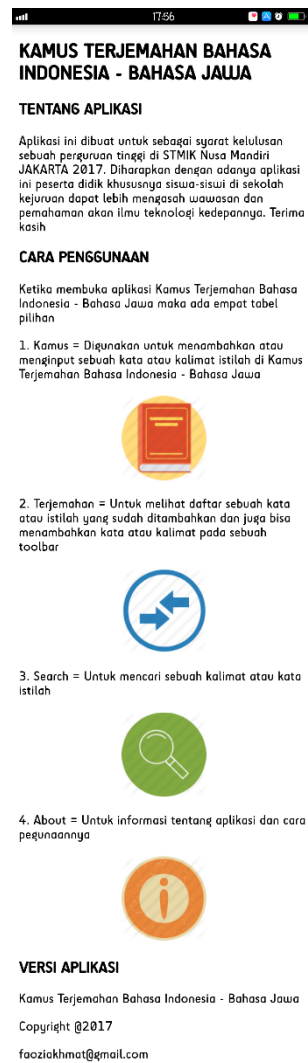 17:56
KAMUS TERJEMAHAN BAHASA
INDONESIA - BAHASA JAWA
TENTANG APLIKASI
Aplikasi ini dibuat untuk sebagai syarat kelulusan
sebuah perguruan tinggi di STMIK Nusa Mandiri
JAKARTA 2017. Diharapkan dengan adanya aplikasi
ini peserta didik khususnya siswa-siswi di sekolah
kejuruan dapat lebih mengasah wawasan dan
pemahaman akan ilmu teknologi kedepannya. Terima
kasih
CARA PENGGUNAAN
Ketika membuka aplikasi Kamus Terjemahan Bahasa
Indonesia - Bahasa Jawa maka ada empat tabel
pilihan
1. Kamus = Digunakan untuk menambahkan atau
menginput sebuah kata atau kalimat istilah di Kamus
Terjemahan Bahasa Indonesia - Bahasa Jawa
2. Terjemahan = Untuk melihat daftar sebuah kata
atau istilah yang sudah ditambahkan dan juga bisa
menambahkan kata atau kalimat pada sebuah
toolbar
3. Search = Untuk mencari sebuah kalimat atau kata
istilah
4. About = Untuk informasi tentang aplikasi dan cara
pegunaannya
VERSI APLIKASI
Kamus Terjemahan Bahasa Indonesia - Bahasa Jawa
Copyright @2017
faoziakhmat@gmail.com